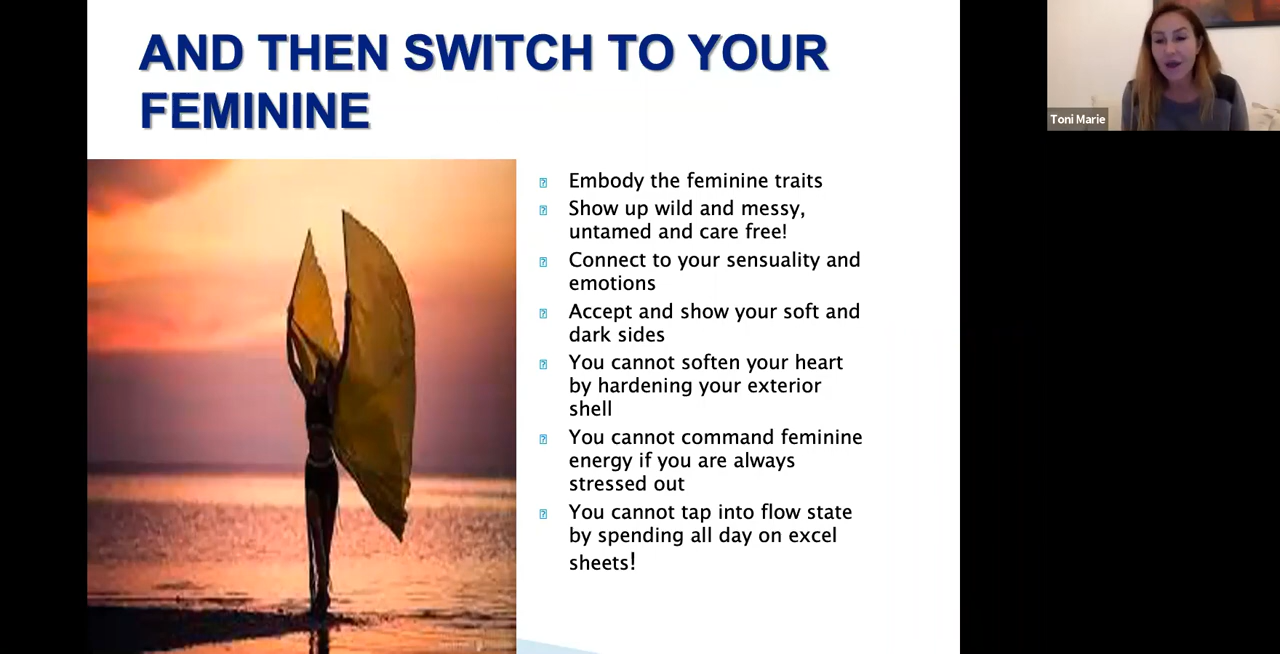 AND THEN SWITCH TO YOUR
FEMININE
Toni Marie
Embody the feminine traits
Show up wild and messy,
untamed and care free!
Connect to your sensuality and
emotions
Accept and show your soft and
dark sides
You cannot soften your heart
by hardening your exterior
shell
You cannot command feminine
energy if you are always
stressed out
You cannot tap into flow state
by spending all day on excel
sheets!